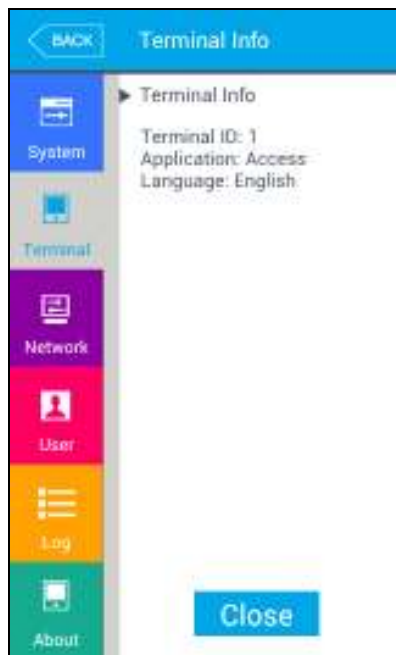 BACK
Terminal Info
Terminal Info
Terminal ID: 1
Application: Access
Language: English
System
Terminal
Network
User
Log
About
Close